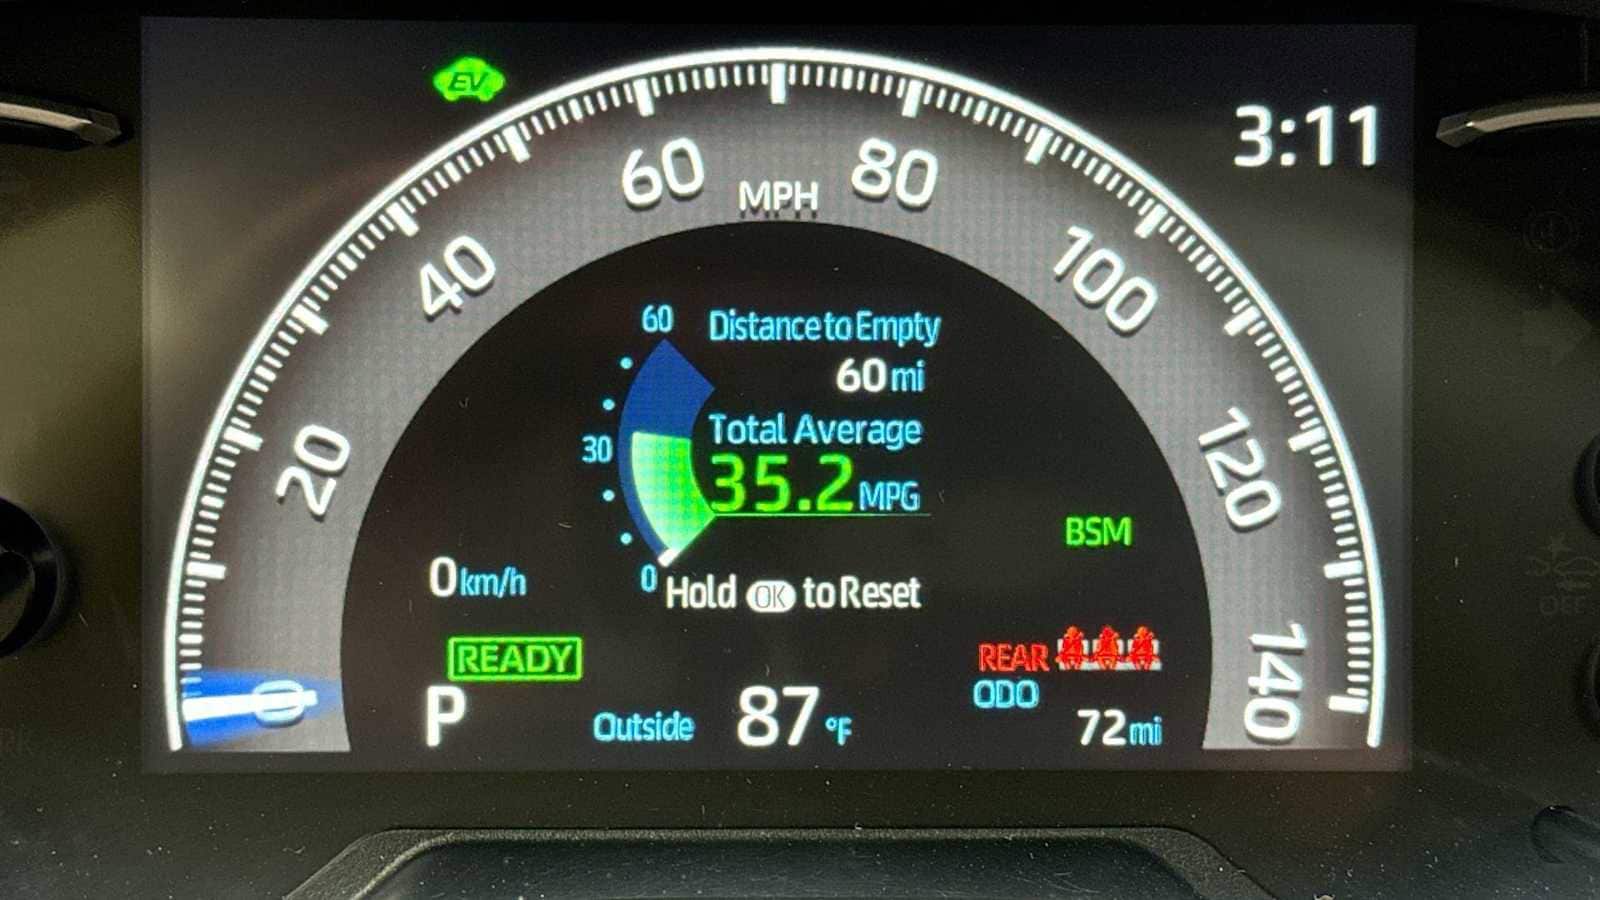 EV
3:11
60
MPH
80
40
100
20
120
0
140
60
Distance to Empty
60 mi
Total Average
30
35.2 MPG
BSM
0 km/h
0
Hold OK to Reset
READY
REAR
P
Outside
87 °F
ODO
72 mi
OFF